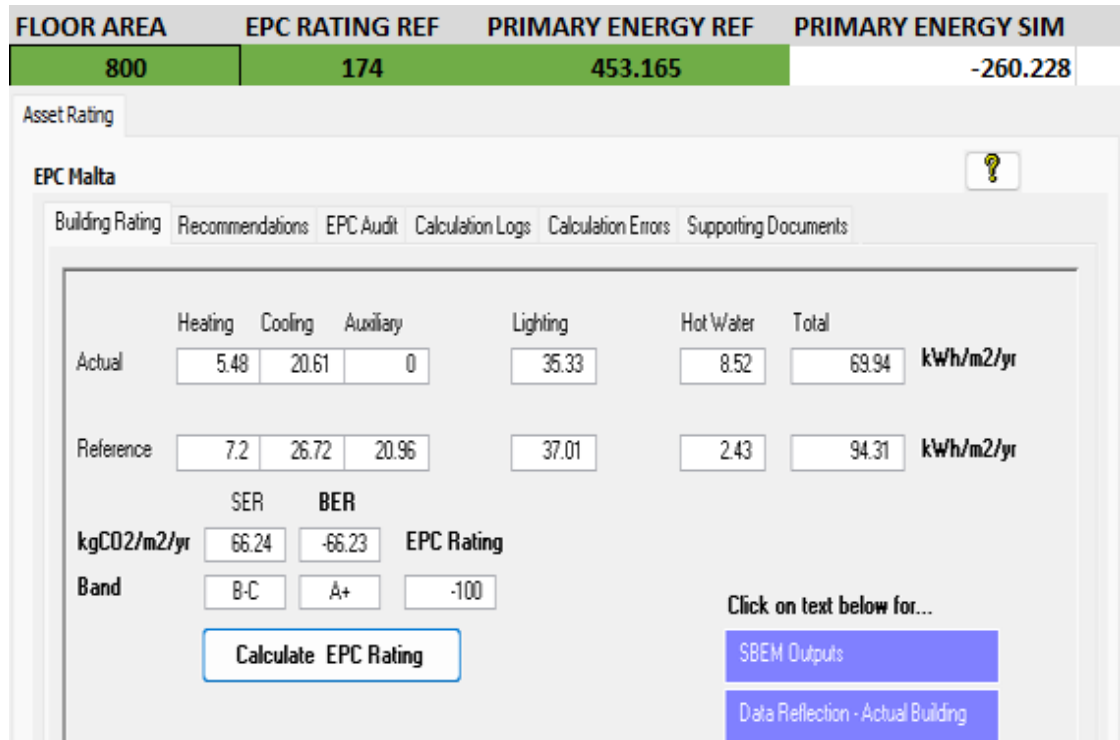 FLOOR AREA EPC RATING REF PRIMARY ENERGY REF PRIMARY ENERGY SIM
800 174 453.165 -260.228
Asset Rating
EPC Malta ?
Building Rating Recommendations EPC Audit Calculation Logs Calculation Errors Supporting Documents
Heating Cooling Auxiliary Lighting Hot Water Total
Actual 5.48 20.61 0 35.33 8.52 69.94 kWh/m2/yr
Reference 7.2 26.72 20.96 37.01 2.43 94.31 kWh/m2/yr
SER BER
kgCO2/m2/yr 66.24 -66.23 EPC Rating
Band B-C A+ -100
Click on text below for...
Calculate EPC Rating SBEM Outputs
Data Reflection - Actual Building